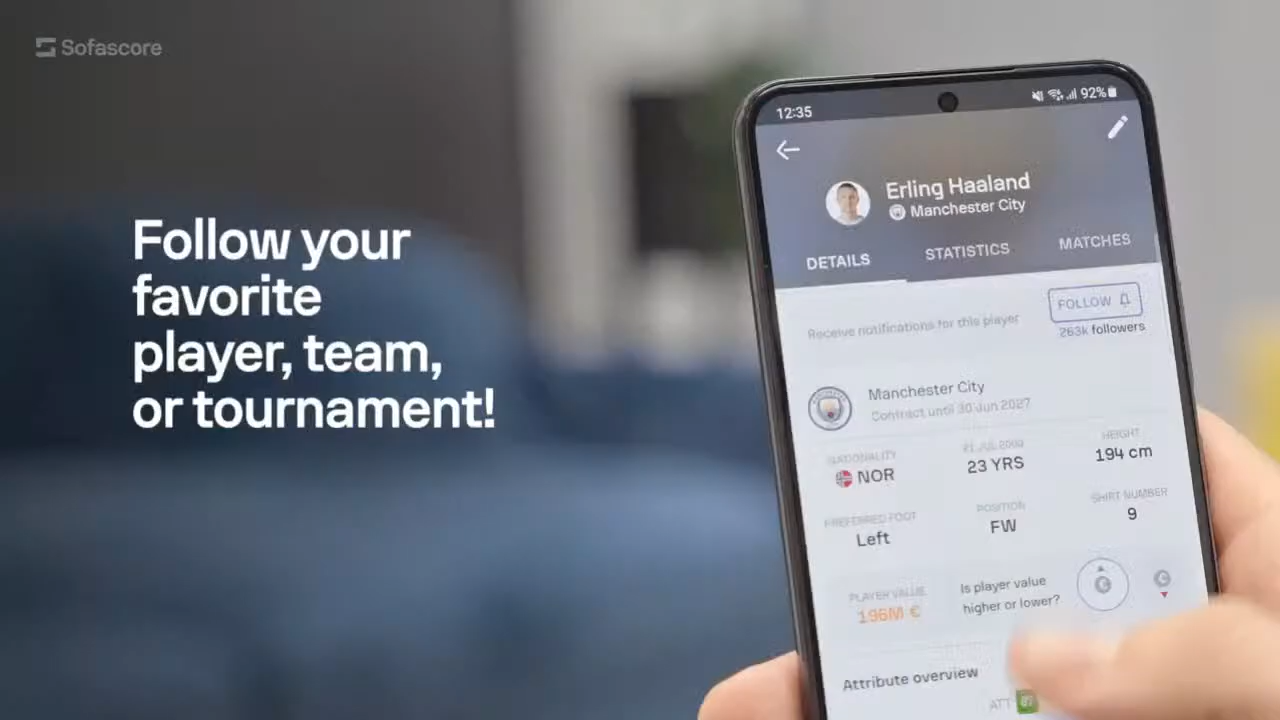 Sofascore
Follow your
favorite
player, team,
or tournament!
12:35
92%
Erling Haaland
Manchester City
DETAILS
STATISTICS
MATCHES
Receive notifications for this player
FOLLOW
263k followers
Manchester City
Contract until 30 Jun 2027
NATIONALITY
21 JUL 2000
HEIGHT
NOR
23 YRS
194 cm
PREFERRED FOOT
POSITION
SHIRT NUMBER
Left
FW
9
PLAYER VALUE
196M €
Is player value
higher or lower?
Attribute overview
ATT